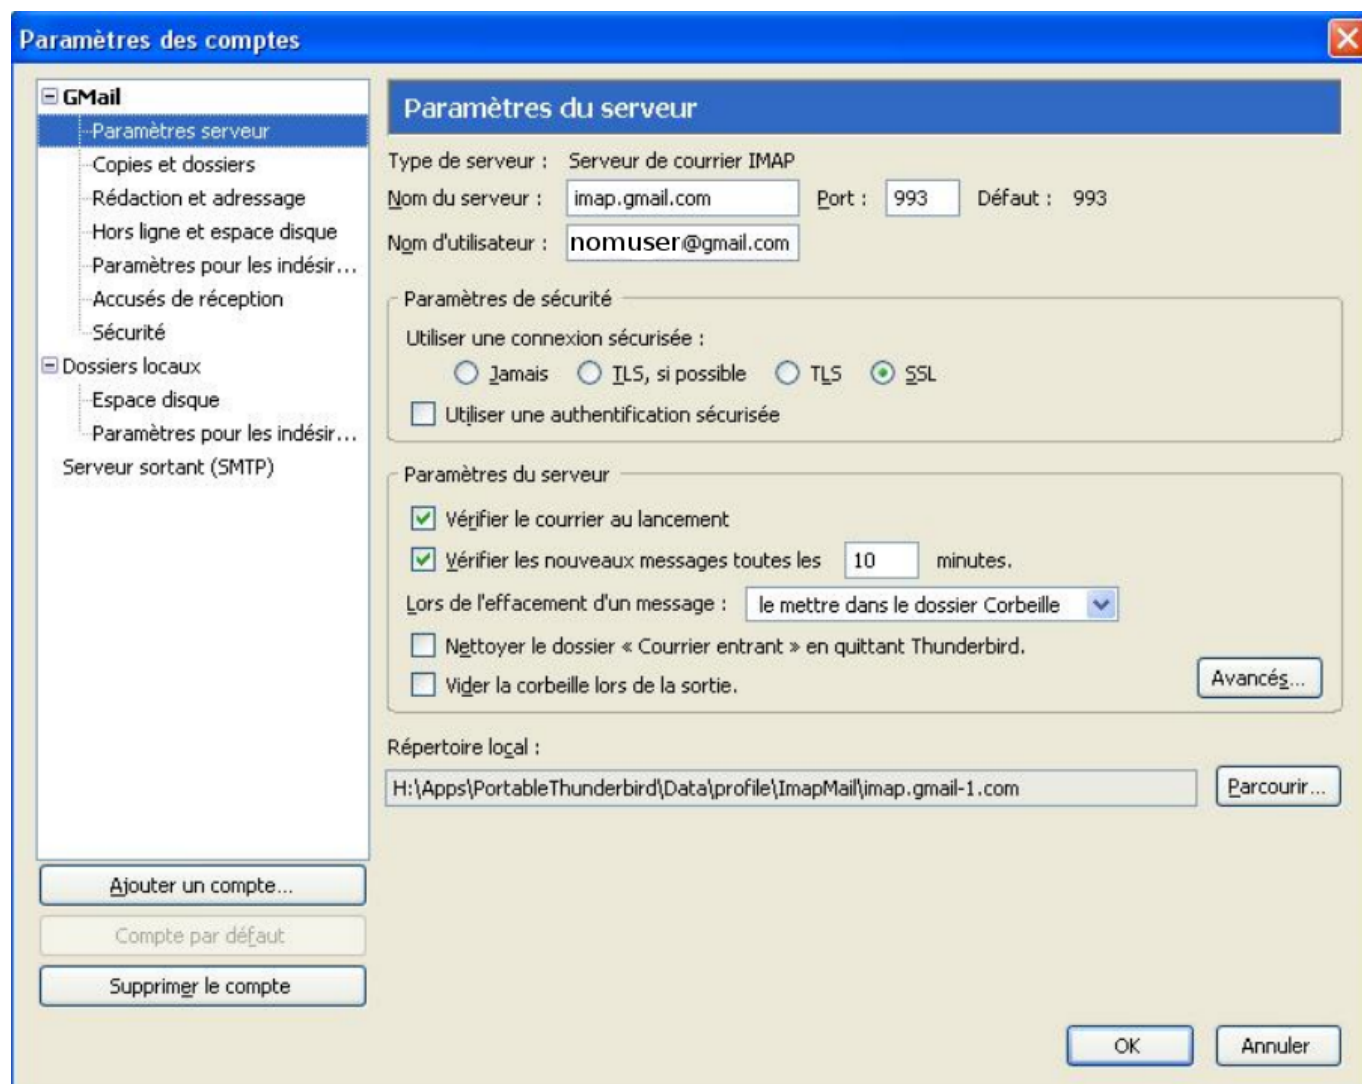 Paramètres des comptes
GMail
Paramètres serveur
Copies et dossiers
Rédaction et adressage
Hors ligne et espace disque
Paramètres pour les indésir...
Accusés de réception
Sécurité
Dossiers locaux
Espace disque
Paramètres pour les indésir...
Serveur sortant (SMTP)
Ajouter un compte...
Compte par défaut
Supprimer le compte
Paramètres du serveur
Type de serveur : Serveur de courrier IMAP
Nom du serveur : imap.gmail.com Port : 993 Défaut : 993
Nom d'utilisateur : nomuser@gmail.com
Paramètres de sécurité
Utiliser une connexion sécurisée :
Jamais TLS, si possible TLS SSL
Utiliser une authentification sécurisée
Paramètres du serveur
Vérifier le courrier au lancement
Vérifier les nouveaux messages toutes les 10 minutes.
Lors de l'effacement d'un message : le mettre dans le dossier Corbeille
Nettoyer le dossier « Courrier entrant » en quittant Thunderbird.
Vider la corbeille lors de la sortie.
Avancés...
Répertoire local :
H:\Apps\PortableThunderbird\Data\profile\ImapMail\imap.gmail-1.com Parcourir...
OK Annuler